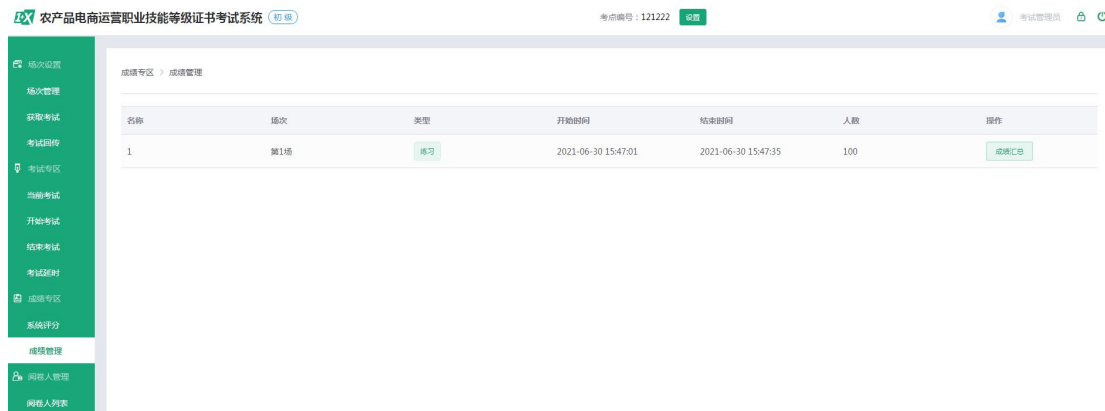 1+X 农产品电商运营职业技能等级证书考试系统 初级 考点编号：121222 设置 考试管理员
场次设置
场次管理
获取考试
考试回传
考试专区
当前考试
开始考试
结束考试
考试延时
成绩专区
系统评分
成绩管理
阅卷人管理
阅卷人列表
成绩专区 > 成绩管理
名称 场次 类型 开始时间 结束时间 人数 操作
1 第1场 练习 2021-06-30 15:47:01 2021-06-30 15:47:35 100 成绩汇总